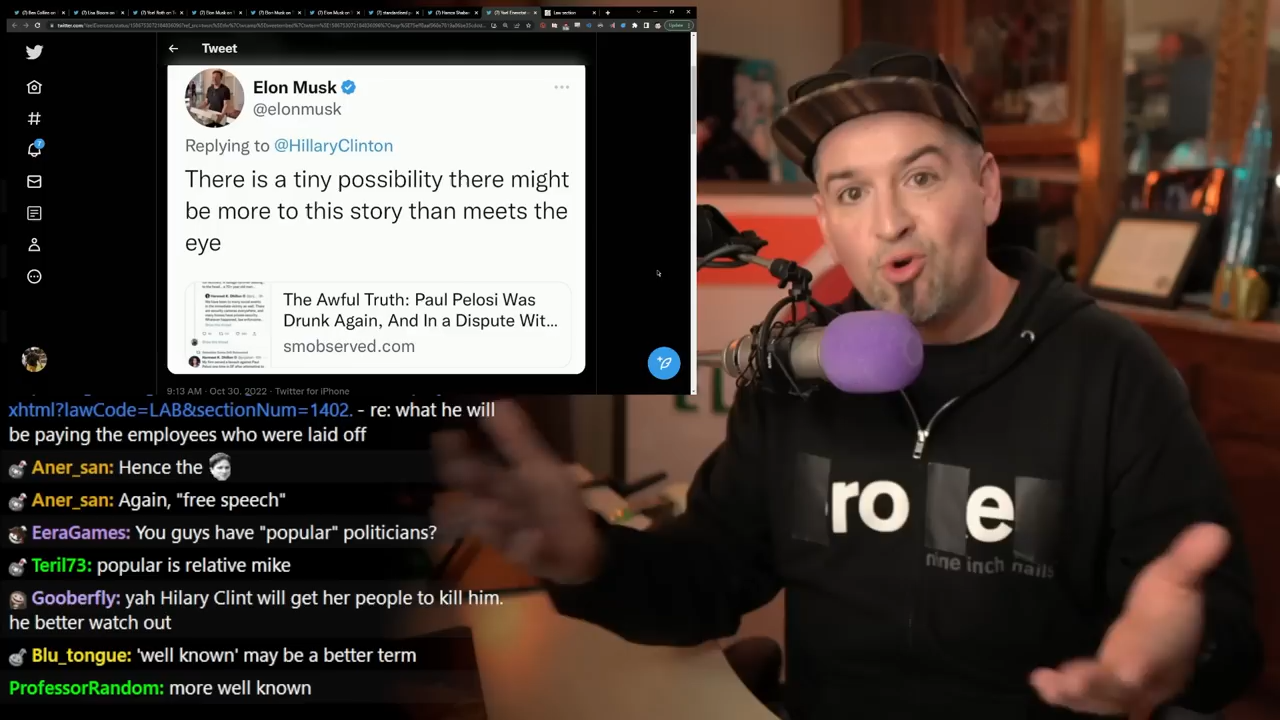 Tweet
Elon Musk
@elonmusk
Replying to @HillaryClinton
There is a tiny possibility there might
be more to this story than meets the
eye
The Awful Truth: Paul Pelosi Was
Drunk Again, And In a Dispute Wit...
smobserved.com
9:13 AM · Oct 30, 2022 · Twitter for iPhone
xhtml?lawCode=LAB&sectionNum=1402. - re: what he will
be paying the employees who were laid off
Aner_san: Hence the
Aner_san: Again, "free speech"
EeraGames: You guys have "popular" politicians?
Teril73: popular is relative mike
Gooberfly: yah Hilary Clint will get her people to kill him.
he better watch out
Blu_tongue: 'well known' may be a better term
ProfessorRandom: more well known
ro e
nine inch nails